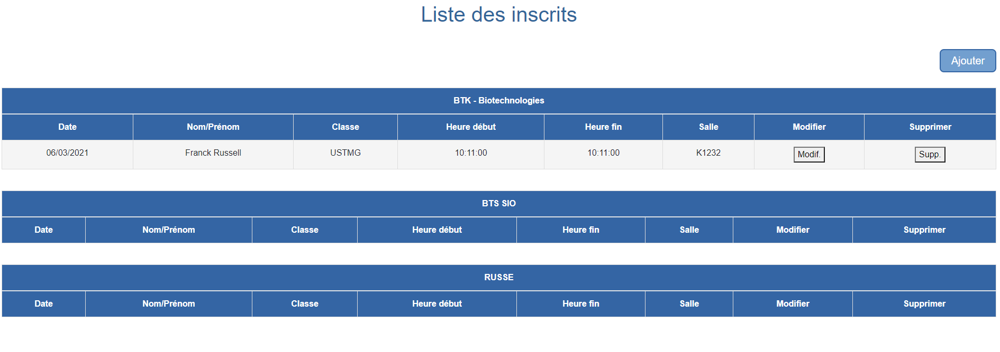 Liste des inscrits
Ajouter
BTK - Biotechnologies
Date Nom/Prénom Classe Heure début Heure fin Salle Modifier Supprimer
06/03/2021 Franck Russell USTMG 10:11:00 10:11:00 K1232 Modif. Supp.
BTS SIO
Date Nom/Prénom Classe Heure début Heure fin Salle Modifier Supprimer
RUSSE
Date Nom/Prénom Classe Heure début Heure fin Salle Modifier Supprimer